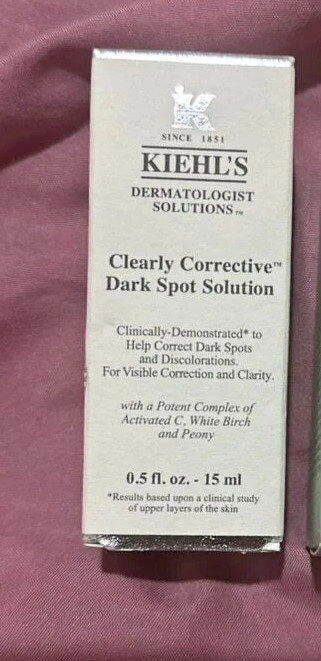 SINCE 1851
KIEHL'S
DERMATOLOGIST
SOLUTIONS™
Clearly Corrective™
Dark Spot Solution
Clinically-Demonstrated* to
Help Correct Dark Spots
and Discolorations.
For Visible Correction and Clarity.
with a Potent Complex of
Activated C, White Birch
and Peony
0.5 fl. oz. - 15 ml
*Results based upon a clinical study
of upper layers of the skin